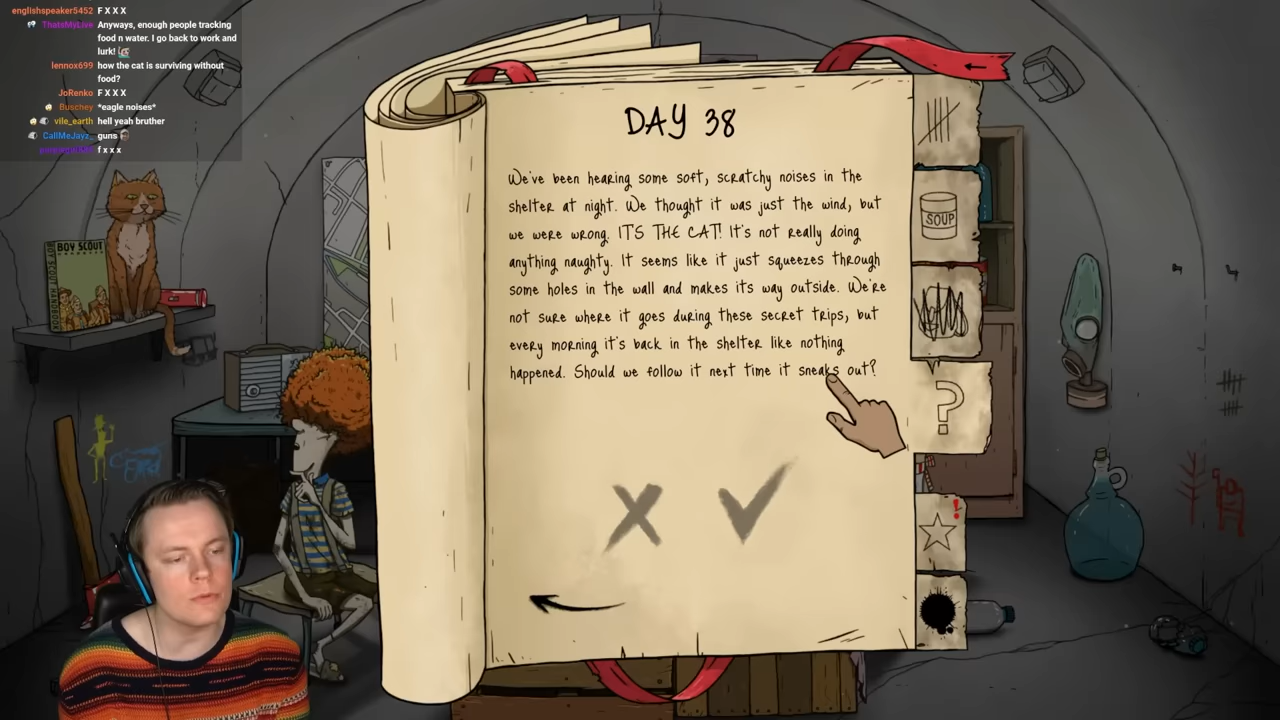 englishspeaker5452 F X X X
ThatsMyLive Anyways, enough people tracking
food n water. I go back to work and
lurk!
lennox699 how the cat is surviving without
food?
JoRenko F X X X
Buschey *eagle noises*
vile_earth hell yeah bruther
CallMeJayz_ guns
f x x x
BOY SCOUT
DAY 38
We've been hearing some soft, scratchy noises in the
shelter at night. We thought it was just the wind, but
we were wrong. ITS THE CAT! It's not really doing
anything naughty. It seems like it just squeezes through
some holes in the wall and makes its way outside. We're
not sure where it goes during these secret trips, but
every morning it's back in the shelter like nothing
happened. Should we follow it next time it sneaks out?
SOUP
?
!